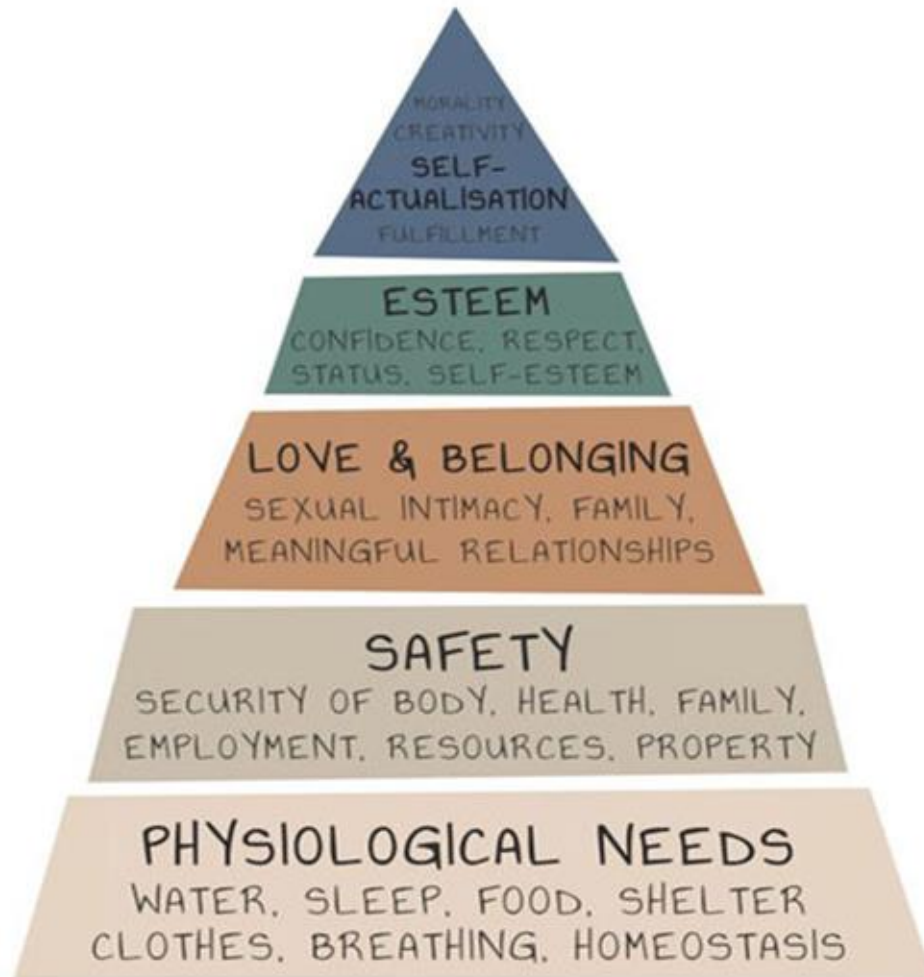 MORALITY
CREATIVITY
SELF-
ACTUALISATION
FULFILLMENT
ESTEEM
CONFIDENCE, RESPECT,
STATUS, SELF-ESTEEM
LOVE & BELONGING
SEXUAL INTIMACY, FAMILY,
MEANINGFUL RELATIONSHIPS
SAFETY
SECURITY OF BODY, HEALTH, FAMILY,
EMPLOYMENT, RESOURCES, PROPERTY
PHYSIOLOGICAL NEEDS
WATER, SLEEP, FOOD, SHELTER
CLOTHES, BREATHING, HOMEOSTASIS